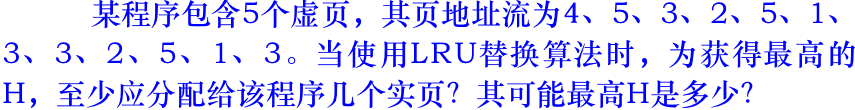 某程序包含5个虚页，其页地址流为4、5、3、2、5、1、
3、3、2、5、1、3。当使用LRU替换算法时，为获得最高的
H，至少应分配给该程序几个实页？其可能最高H是多少？